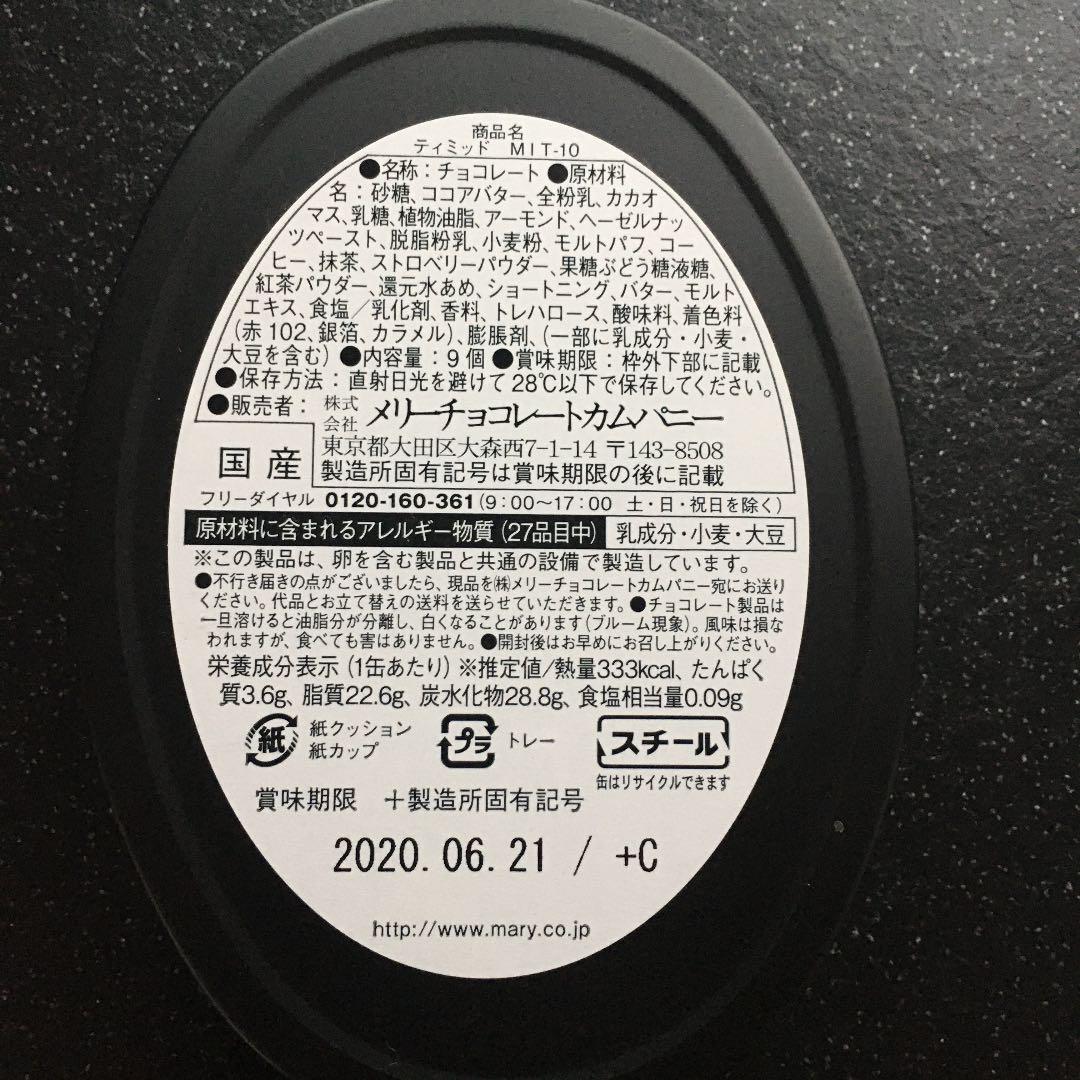 商品名
ティミッド MIT-10
●名称：チョコレート ●原材料
名：砂糖、ココアバター、全粉乳、カカオ
マス、乳糖、植物油脂、アーモンド、ヘーゼルナッ
ツペースト、脱脂粉乳、小麦粉、モルトパフ、コー
ヒー、抹茶、ストロベリーパウダー、果糖ぶどう糖液糖、
紅茶パウダー、還元水あめ、ショートニング、バター、モルト
エキス、食塩／乳化剤、香料、トレハロース、酸味料、着色料
(赤102、銀箔、カラメル)、膨脹剤、(一部に乳成分・小麦・
大豆を含む) ●内容量：9個 ●賞味期限：枠外下部に記載
●保存方法：直射日光を避けて28℃以下で保存してください。
●販売者：株式会社 メリーチョコレートカムパニー
東京都大田区大森西7-1-14 〒143-8508
国産 製造所固有記号は賞味期限の後に記載
フリーダイヤル 0120-160-361(9:00〜17:00 土・日・祝日を除く)
原材料に含まれるアレルギー物質(27品目中) 乳成分・小麦・大豆
※この製品は、卵を含む製品と共通の設備で製造しています。
●不行き届きの点がございましたら、現品を㈱メリーチョコレートカムパニー宛にお送り
ください。代品とお立て替えの送料を送らせていただきます。●チョコレート製品は
一旦溶けると油脂分が分離し、白くなることがあります(ブルーム現象)。風味は損な
われますが、食べても害はありません。●開封後はお早めにお召し上がりください。
栄養成分表示(1缶あたり)※推定値/熱量333kcal、たんぱく
質3.6g、脂質22.6g、炭水化物28.8g、食塩相当量0.09g
紙 紙クッション 紙カップ プラ トレー スチール
缶はリサイクルできます
賞味期限 ＋製造所固有記号
2020.06.21 / +C
http://www.mary.co.jp